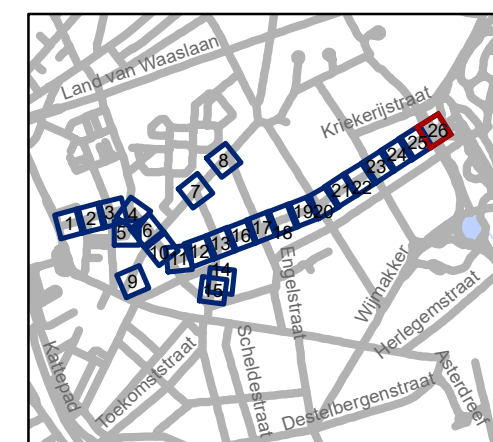 Land van Waaslaan
Kriekerijstraat
1
2
3
4
5
6
7
8
9
10
11
12
13
14
15
16
17
18
19
20
21
22
23
24
25
26
Engelstraat
Wijmakker
Herlegemstraat
Kattepad
Toekomststraat
Scheldestraat
Destelbergenstraat
Asterdreef